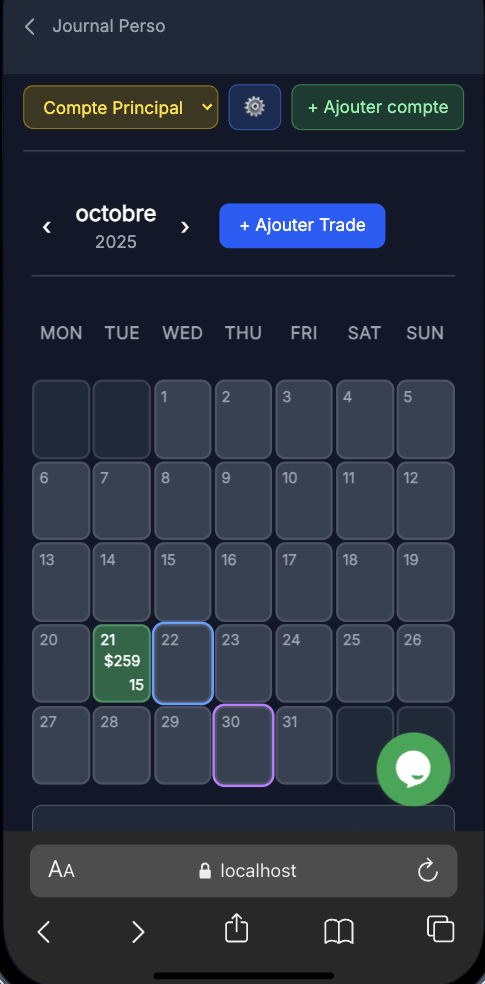 Journal Perso
Compte Principal
+ Ajouter compte
octobre
2025
+ Ajouter Trade
MON TUE WED THU FRI SAT SUN
1 2 3 4 5
6 7 8 9 10 11 12
13 14 15 16 17 18 19
20 21 22 23 24 25 26
$259
15
27 28 29 30 31
AA localhost